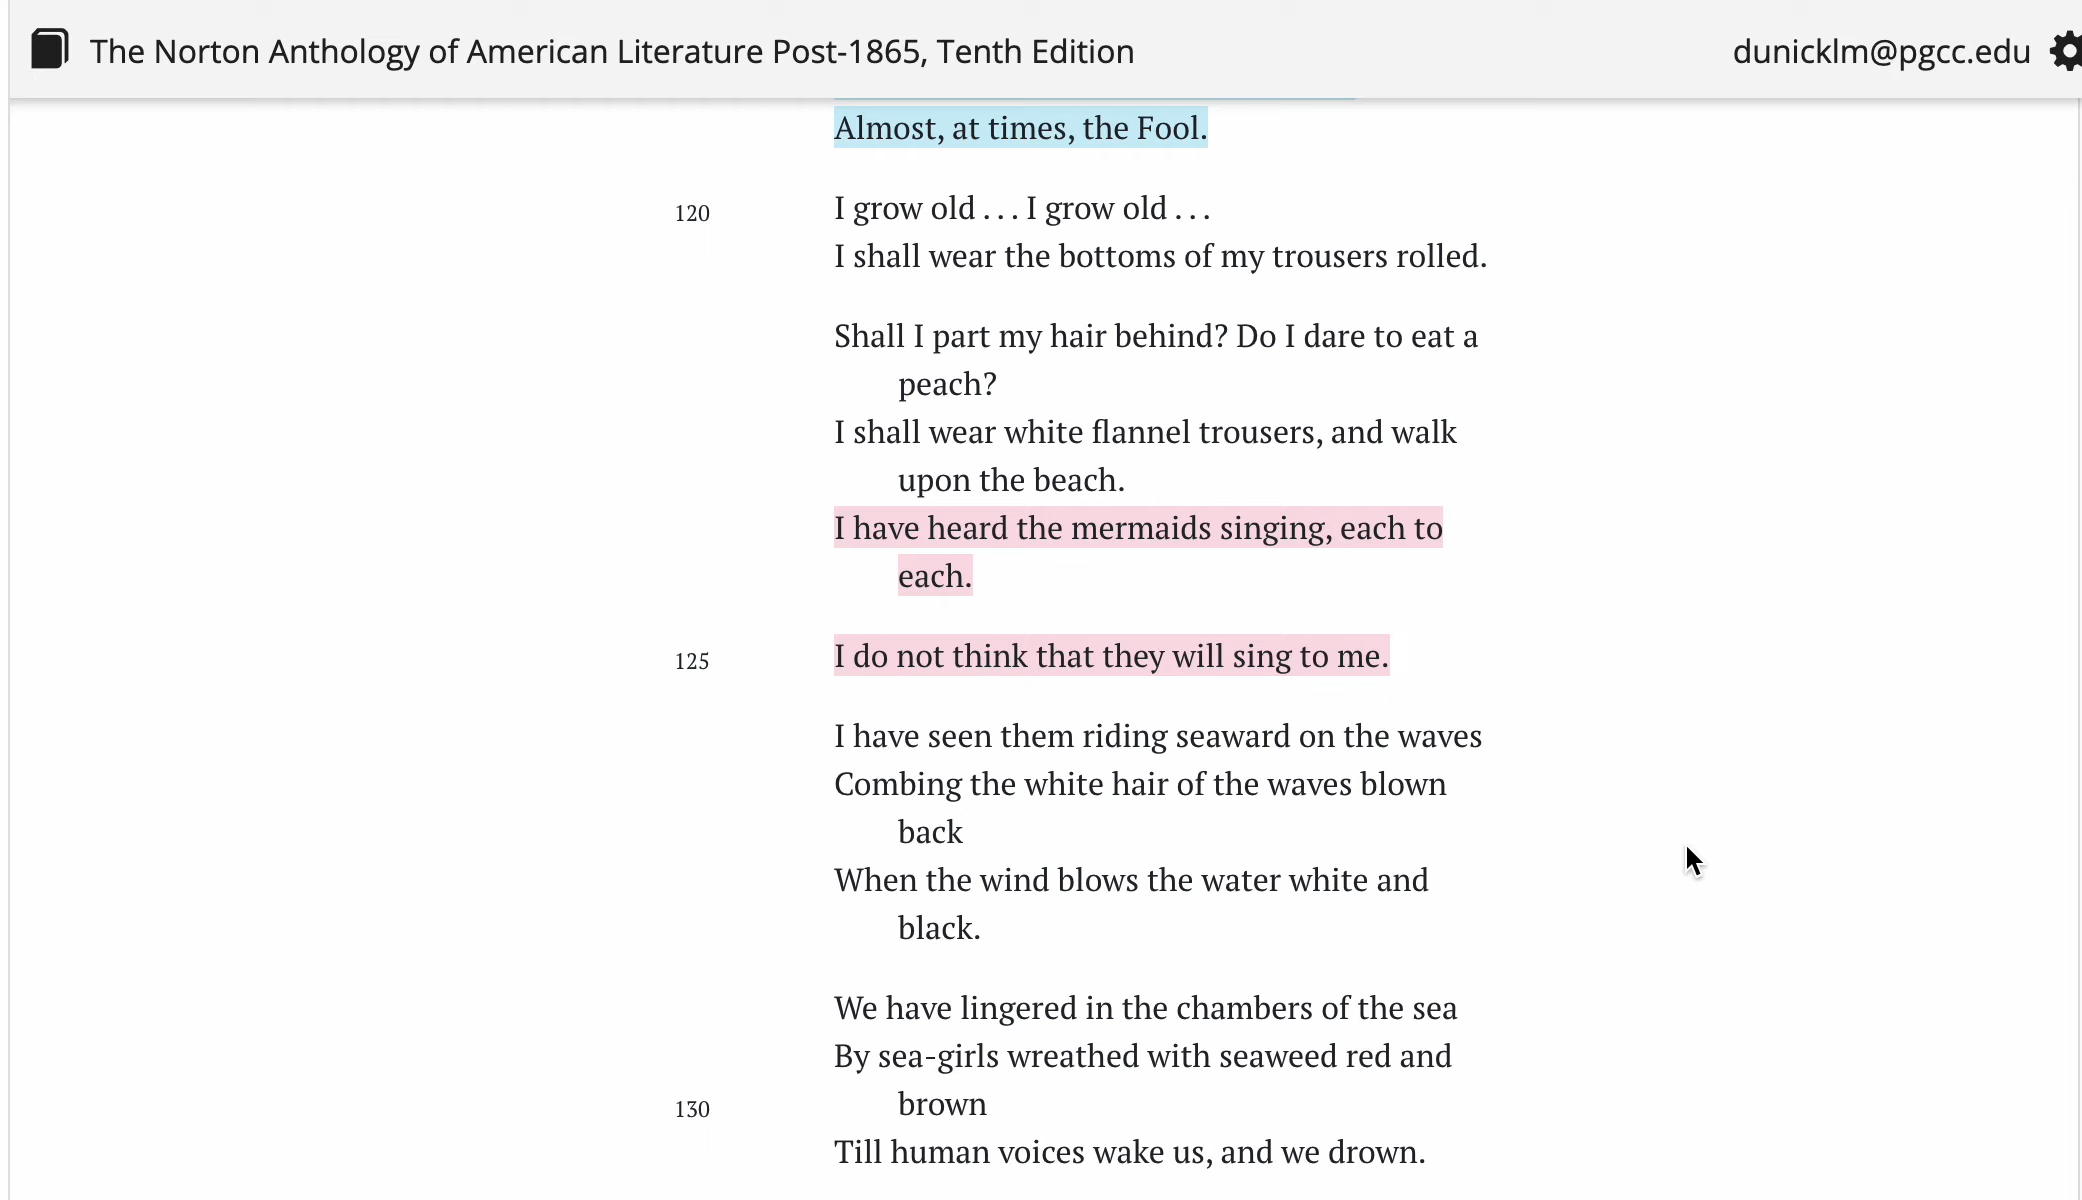 The Norton Anthology of American Literature Post-1865, Tenth Edition
dunicklm@pgcc.edu
Almost, at times, the Fool.
120 I grow old . . . I grow old . . .
I shall wear the bottoms of my trousers rolled.
Shall I part my hair behind? Do I dare to eat a
peach?
I shall wear white flannel trousers, and walk
upon the beach.
I have heard the mermaids singing, each to
each.
125 I do not think that they will sing to me.
I have seen them riding seaward on the waves
Combing the white hair of the waves blown
back
When the wind blows the water white and
black.
We have lingered in the chambers of the sea
By sea-girls wreathed with seaweed red and
130 brown
Till human voices wake us, and we drown.